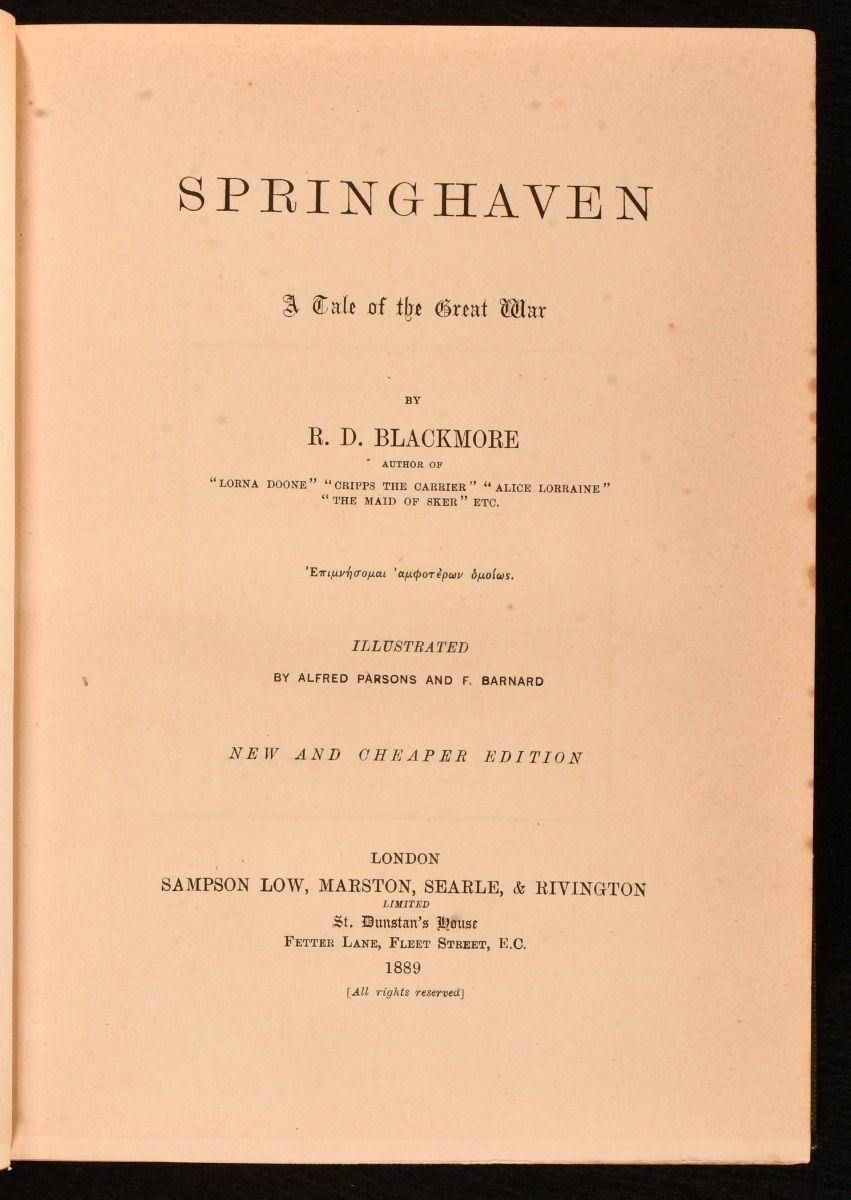 SPRINGHAVEN
A Tale of the Great War
BY
R. D. BLACKMORE
AUTHOR OF
“LORNA DOONE” “CRIPPS THE CARRIER” “ALICE LORRAINE”
“THE MAID OF SKER” ETC.
'Επιμνήσομαι 'αμφοτέρων ὁμοίως.
ILLUSTRATED
BY ALFRED PARSONS AND F. BARNARD
NEW AND CHEAPER EDITION
LONDON
SAMPSON LOW, MARSTON, SEARLE, & RIVINGTON
LIMITED
St. Dunstan's House
FETTER LANE, FLEET STREET, E.C.
1889
[All rights reserved]